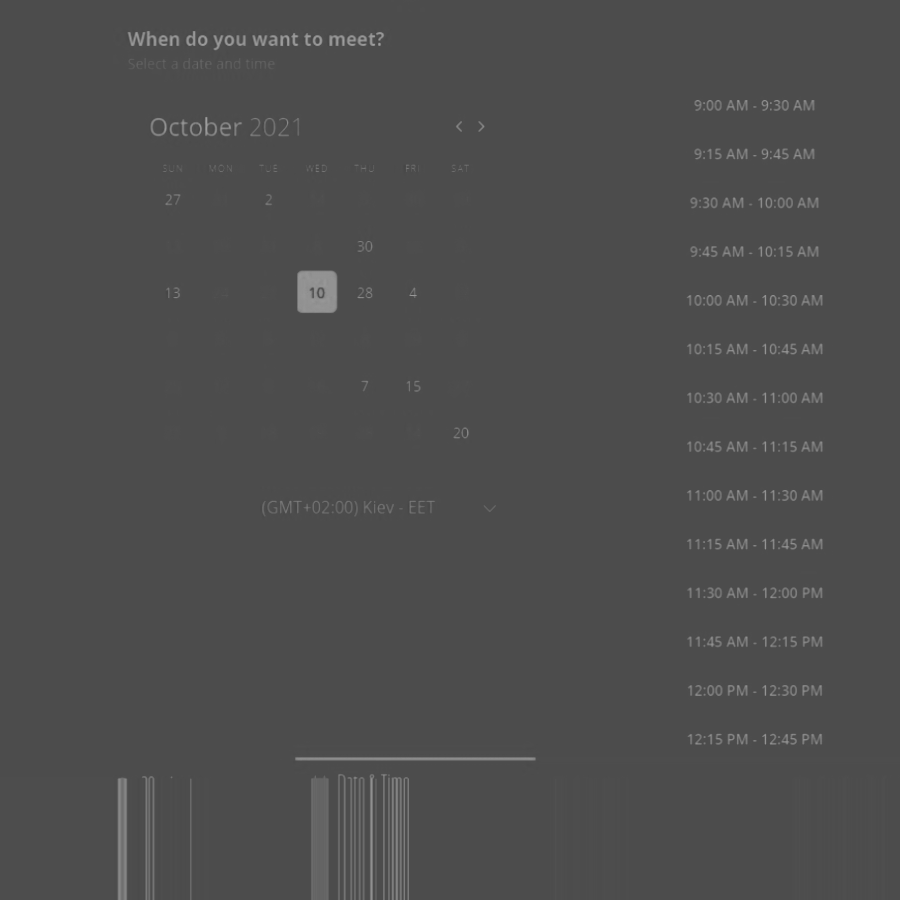 When do you want to meet?
Select a date and time
October 2021
SUN MON TUE WED THU FRI SAT
27 2
30
13 10 28 4
7 15
20
(GMT+02:00) Kiev - EET
9:00 AM - 9:30 AM
9:15 AM - 9:45 AM
9:30 AM - 10:00 AM
9:45 AM - 10:15 AM
10:00 AM - 10:30 AM
10:15 AM - 10:45 AM
10:30 AM - 11:00 AM
10:45 AM - 11:15 AM
11:00 AM - 11:30 AM
11:15 AM - 11:45 AM
11:30 AM - 12:00 PM
11:45 AM - 12:15 PM
12:00 PM - 12:30 PM
12:15 PM - 12:45 PM
Date & Time